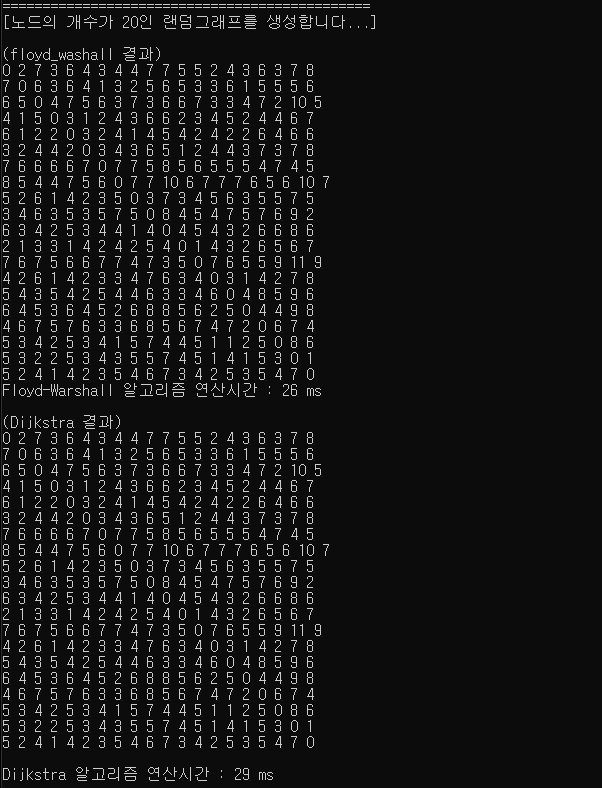 ==============================================
[노드의 개수가 20인 랜덤그래프를 생성합니다...]
(floyd_washall 결과)
0 2 7 3 6 4 3 4 4 7 7 5 5 2 4 3 6 3 7 8
7 0 6 3 6 4 1 3 2 5 6 5 3 3 6 1 5 5 5 6
6 5 0 4 7 5 6 3 7 3 6 6 7 3 3 4 7 2 10 5
4 1 5 0 3 1 2 4 3 6 6 2 3 4 5 2 4 4 6 7
6 1 2 2 0 3 2 4 1 4 5 4 2 4 2 2 6 4 6 6
3 2 4 4 2 0 3 4 3 6 5 1 2 4 4 3 7 3 7 8
7 6 6 6 6 7 0 7 7 5 8 5 6 5 5 5 4 7 4 5
8 5 4 4 7 5 6 0 7 7 10 6 7 7 7 6 5 6 10 7
5 2 6 1 4 2 3 5 0 3 7 3 4 5 6 3 5 5 7 5
3 4 6 3 5 3 5 7 5 0 8 4 5 4 7 5 7 6 9 2
6 3 4 2 5 3 4 4 1 4 0 4 5 4 3 2 6 6 8 6
2 1 3 3 1 4 2 4 2 5 4 0 1 4 3 2 6 5 6 7
7 6 7 5 6 6 7 7 4 7 3 5 0 7 6 5 5 9 11 9
4 2 6 1 4 2 3 3 4 7 6 3 4 0 3 1 4 2 7 8
5 4 3 5 4 2 5 4 4 6 3 3 4 6 0 4 8 5 9 6
6 4 5 3 6 4 5 2 6 8 8 5 6 2 5 0 4 4 9 8
4 6 7 5 7 6 3 3 6 8 5 6 7 4 7 2 0 6 7 4
5 3 4 2 5 3 4 1 5 7 4 4 5 1 1 2 5 0 8 6
5 3 2 2 5 3 4 3 5 5 7 4 5 1 4 1 5 3 0 1
5 2 4 1 4 2 3 5 4 6 7 3 4 2 5 3 5 4 7 0
Floyd-Warshall 알고리즘 연산시간 : 26 ms
(Dijkstra 결과)
0 2 7 3 6 4 3 4 4 7 7 5 5 2 4 3 6 3 7 8
7 0 6 3 6 4 1 3 2 5 6 5 3 3 6 1 5 5 5 6
6 5 0 4 7 5 6 3 7 3 6 6 7 3 3 4 7 2 10 5
4 1 5 0 3 1 2 4 3 6 6 2 3 4 5 2 4 4 6 7
6 1 2 2 0 3 2 4 1 4 5 4 2 4 2 2 6 4 6 6
3 2 4 4 2 0 3 4 3 6 5 1 2 4 4 3 7 3 7 8
7 6 6 6 6 7 0 7 7 5 8 5 6 5 5 5 4 7 4 5
8 5 4 4 7 5 6 0 7 7 10 6 7 7 7 6 5 6 10 7
5 2 6 1 4 2 3 5 0 3 7 3 4 5 6 3 5 5 7 5
3 4 6 3 5 3 5 7 5 0 8 4 5 4 7 5 7 6 9 2
6 3 4 2 5 3 4 4 1 4 0 4 5 4 3 2 6 6 8 6
2 1 3 3 1 4 2 4 2 5 4 0 1 4 3 2 6 5 6 7
7 6 7 5 6 6 7 7 4 7 3 5 0 7 6 5 5 9 11 9
4 2 6 1 4 2 3 3 4 7 6 3 4 0 3 1 4 2 7 8
5 4 3 5 4 2 5 4 4 6 3 3 4 6 0 4 8 5 9 6
6 4 5 3 6 4 5 2 6 8 8 5 6 2 5 0 4 4 9 8
4 6 7 5 7 6 3 3 6 8 5 6 7 4 7 2 0 6 7 4
5 3 4 2 5 3 4 1 5 7 4 4 5 1 1 2 5 0 8 6
5 3 2 2 5 3 4 3 5 5 7 4 5 1 4 1 5 3 0 1
5 2 4 1 4 2 3 5 4 6 7 3 4 2 5 3 5 4 7 0
Dijkstra 알고리즘 연산시간 : 29 ms